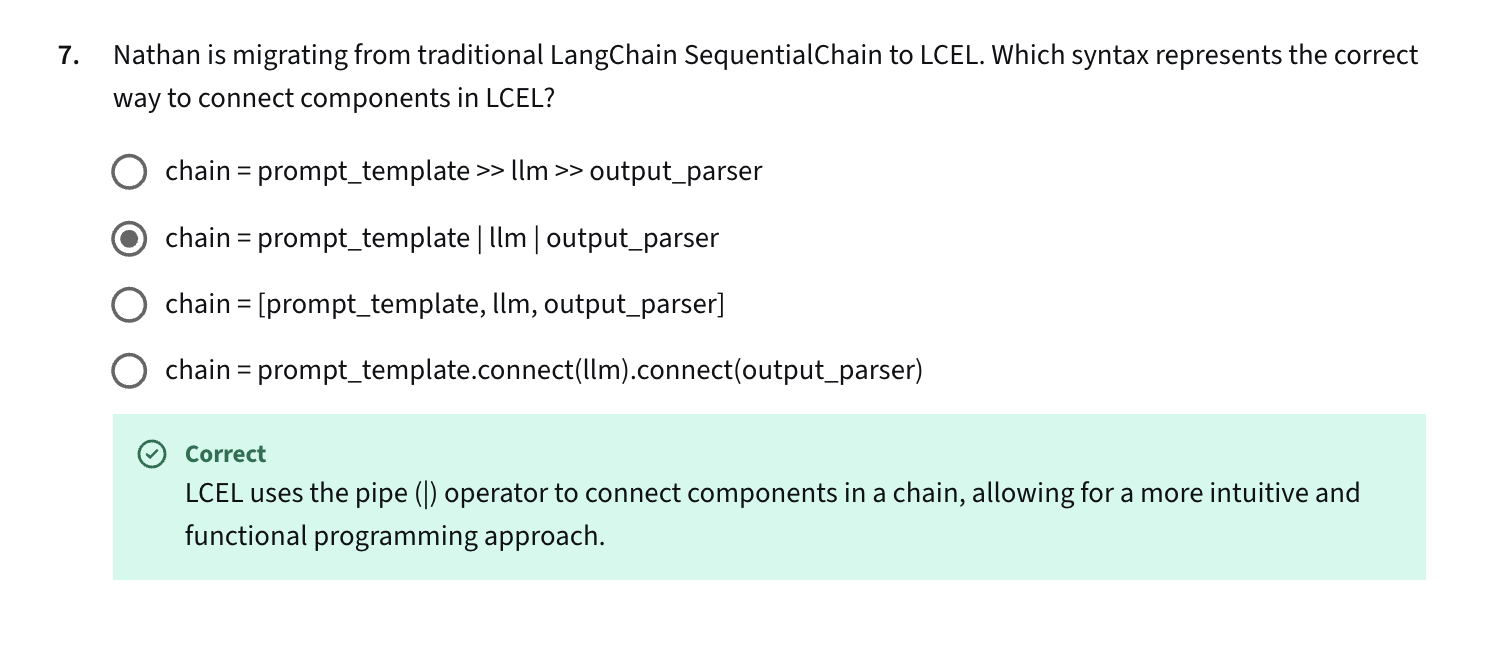 7. Nathan is migrating from traditional LangChain SequentialChain to LCEL. Which syntax represents the correct
way to connect components in LCEL?
chain = prompt_template >> llm >> output_parser
chain = prompt_template | llm | output_parser
chain = [prompt_template, llm, output_parser]
chain = prompt_template.connect(llm).connect(output_parser)
Correct
LCEL uses the pipe (|) operator to connect components in a chain, allowing for a more intuitive and
functional programming approach.